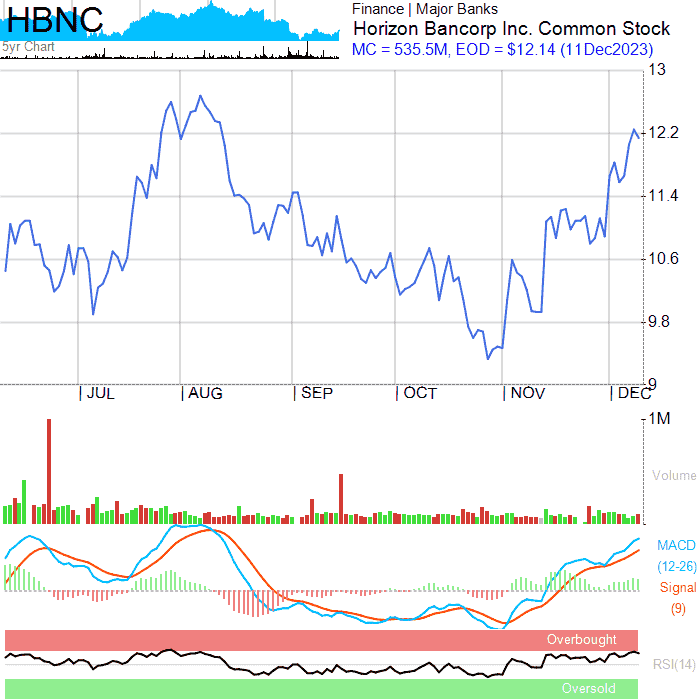 HBNC
5yr Chart
Finance | Major Banks
Horizon Bancorp Inc. Common Stock
MC = 535.5M, EOD = $12.14 (11Dec2023)
13
12.2
11.4
10.6
9.8
9
JUL AUG SEP OCT NOV DEC
1M
Volume
MACD
(12-26)
Signal
(9)
Overbought
RSI(14)
Oversold